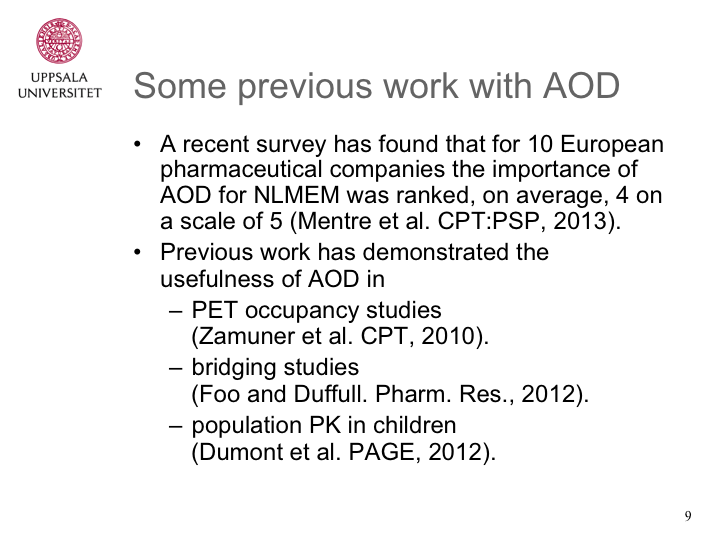 UPPSALA
UNIVERSITET
Some previous work with AOD
• A recent survey has found that for 10 European
pharmaceutical companies the importance of
AOD for NLMEM was ranked, on average, 4 on
a scale of 5 (Mentre et al. CPT:PSP, 2013).
• Previous work has demonstrated the
usefulness of AOD in
– PET occupancy studies
(Zamuner et al. CPT, 2010).
– bridging studies
(Foo and Duffull. Pharm. Res., 2012).
– population PK in children
(Dumont et al. PAGE, 2012).
9